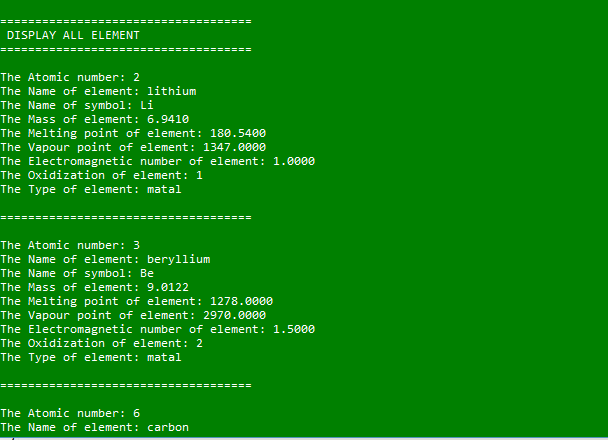 ====================================
DISPLAY ALL ELEMENT
====================================
The Atomic number: 2
The Name of element: lithium
The Name of symbol: Li
The Mass of element: 6.9410
The Melting point of element: 180.5400
The Vapour point of element: 1347.0000
The Electromagnetic number of element: 1.0000
The Oxidization of element: 1
The Type of element: matal
====================================
The Atomic number: 3
The Name of element: beryllium
The Name of symbol: Be
The Mass of element: 9.0122
The Melting point of element: 1278.0000
The Vapour point of element: 2970.0000
The Electromagnetic number of element: 1.5000
The Oxidization of element: 2
The Type of element: matal
====================================
The Atomic number: 6
The Name of element: carbon